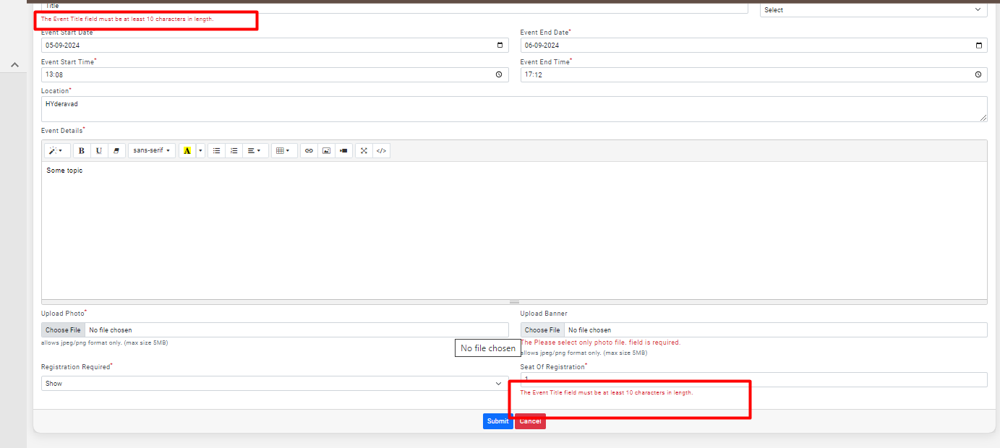 Title
Select
The Event Title field must be at least 10 characters in length.
Event Start Date
Event End Date*
05-09-2024
06-09-2024
Event Start Time*
Event End Time*
13:08
17:12
Location*
HYderavad
Event Details*
B U sans-serif A </>
Some topic
Upload Photo*
Upload Banner
Choose File No file chosen
Choose File No file chosen
allows jpeg/png format only. (max size 5MB)
The Please select only photo file. field is required.
No file chosen
allows jpeg/png format only. (max size 5MB)
Registration Required*
Seat Of Registration*
Show
1
The Event Title field must be at least 10 characters in length.
Submit Cancel